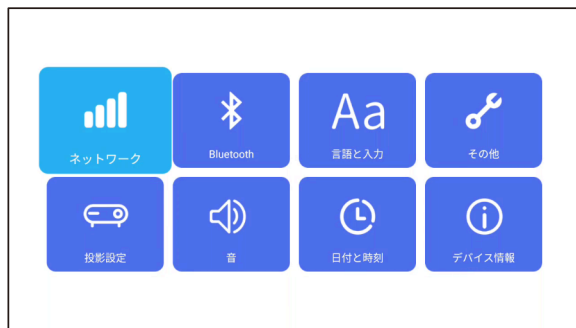 ネットワーク
Bluetooth
Aa
言語と入力
その他
投影設定
音
日付と時刻
デバイス情報